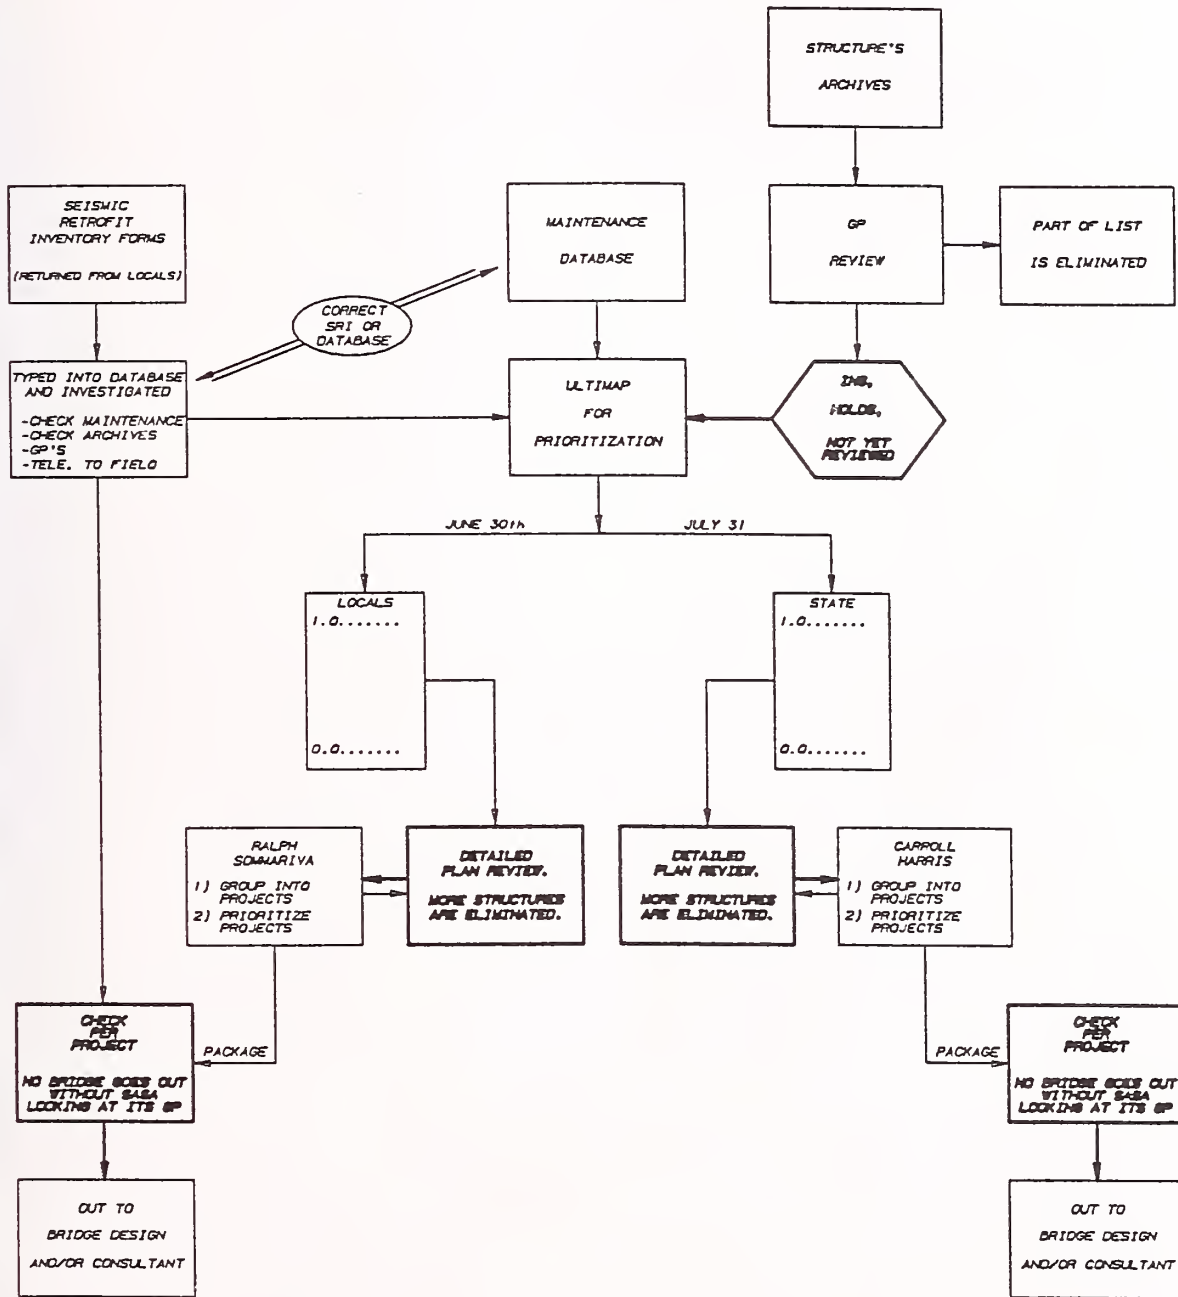 STRUCTURE'S
ARCHIVES
SEISMIC
RETROFIT
INVENTORY FORMS
(RETURNED FROM LOCALS)
MAINTENANCE
DATABASE
GP
REVIEW
PART OF LIST
IS ELIMINATED
CORRECT
SRI OR
DATABASE
TYPED INTO DATABASE
AND INVESTIGATED
-CHECK MAINTENANCE
-CHECK ARCHIVES
-GP'S
-TELE. TO FIELD
ULTIMAP
FOR
PRIORITIZATION
HOLDS,
NOT YET
REVIEWED
JUNE 30th
JULY 31
LOCALS
1.0.......
0.0.......
STATE
1.0.......
0.0.......
RALPH
SOMMARIVA
1) GROUP INTO
PROJECTS
2) PRIORITIZE
PROJECTS
DETAILED
PLAN REVIEW.
MORE STRUCTURES
ARE ELIMINATED.
DETAILED
PLAN REVIEW.
MORE STRUCTURES
ARE ELIMINATED.
CARROLL
HARRIS
1) GROUP INTO
PROJECTS
2) PRIORITIZE
PROJECTS
CHECK
PER
PROJECT
NO BRIDGE GOES OUT
WITHOUT SASA
LOOKING AT ITS GP
PACKAGE
PACKAGE
CHECK
PER
PROJECT
NO BRIDGE GOES OUT
WITHOUT SASA
LOOKING AT ITS GP
OUT TO
BRIDGE DESIGN
AND/OR CONSULTANT
OUT TO
BRIDGE DESIGN
AND/OR CONSULTANT